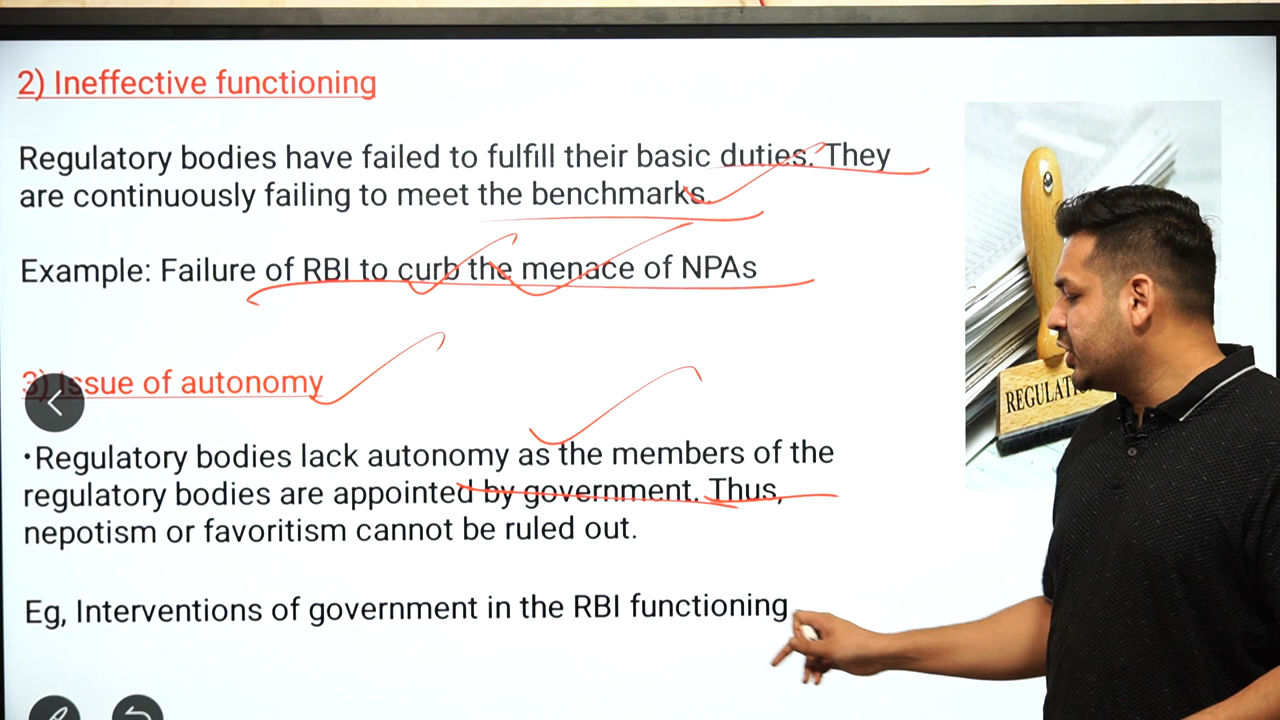 2) Ineffective functioning
Regulatory bodies have failed to fulfill their basic duties. They
are continuously failing to meet the benchmarks.
Example: Failure of RBI to curb the menace of NPAs
3) Issue of autonomy
•Regulatory bodies lack autonomy as the members of the
regulatory bodies are appointed by government. Thus,
nepotism or favoritism cannot be ruled out.
Eg, Interventions of government in the RBI functioning